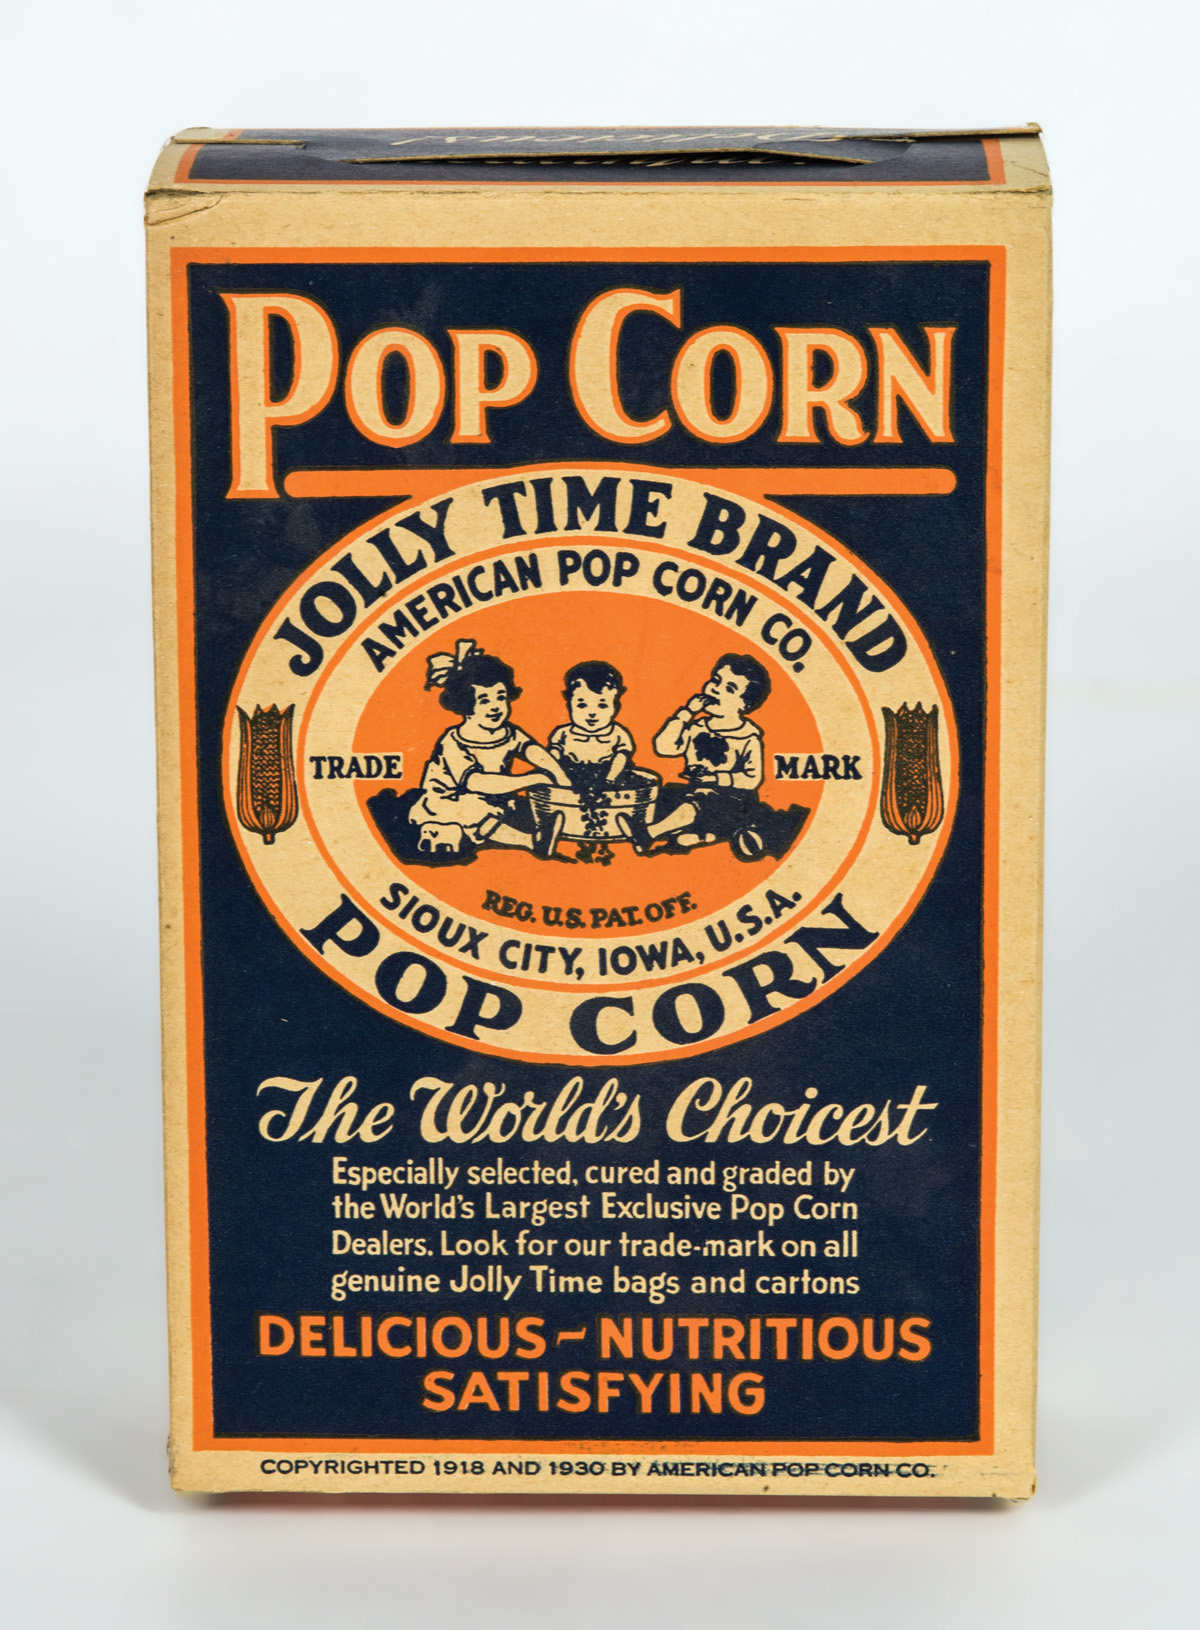 Pop Corn
JOLLY TIME BRAND
AMERICAN POP CORN CO.
TRADE MARK
REG. U.S. PAT. OFF.
SIOUX CITY, IOWA, U.S.A.
POP CORN
The World's Choicest
Especially selected, cured and graded by
the World's Largest Exclusive Pop Corn
Dealers. Look for our trade-mark on all
genuine Jolly Time bags and cartons
DELICIOUS ~ NUTRITIOUS
SATISFYING
COPYRIGHTED 1918 AND 1930 BY AMERICAN POP CORN CO.